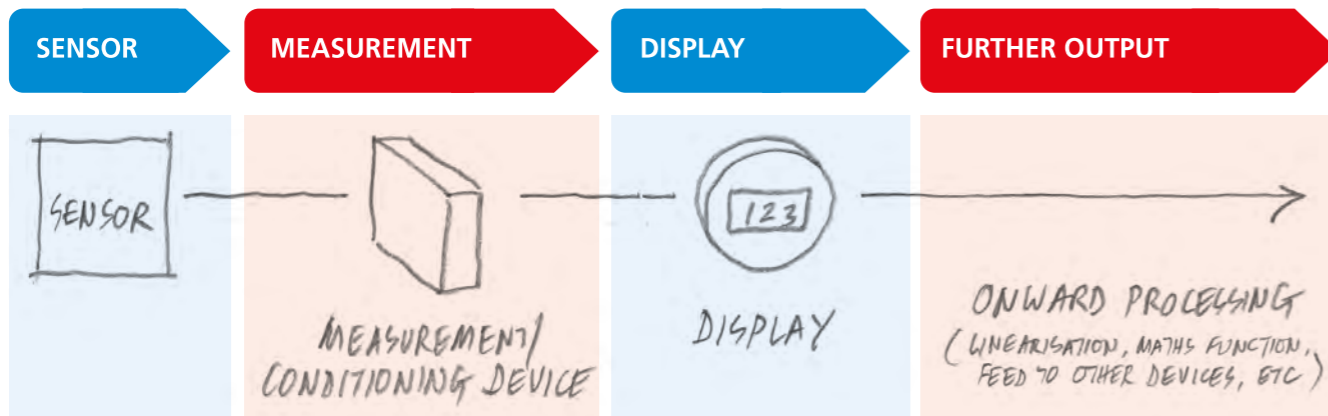 SENSOR
MEASUREMENT
DISPLAY
FURTHER OUTPUT
SENSOR
123
MEASUREMENT/
CONDITIONING DEVICE
DISPLAY
ONWARD PROCESSING
(LINEARISATION, MATHS FUNCTION,
FEED TO OTHER DEVICES, ETC)